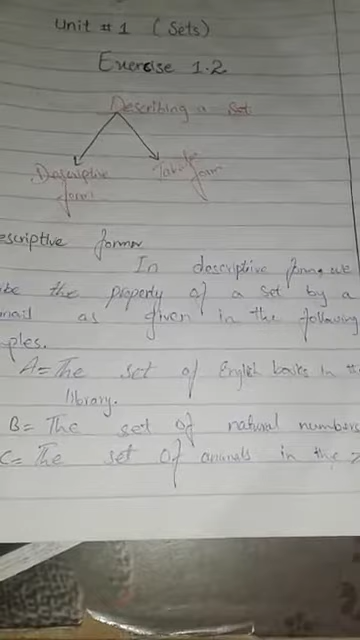 Unit # 1 (Sets)
Exercise 1.2
Describing a Set
Descriptive Tabular
form form
escriptive former
In descriptive form we
be the property of a set by a
as given in the following
ples.
A= The set of English books in the
library.
B= The set of natural numbers
C= The set of animals in the z